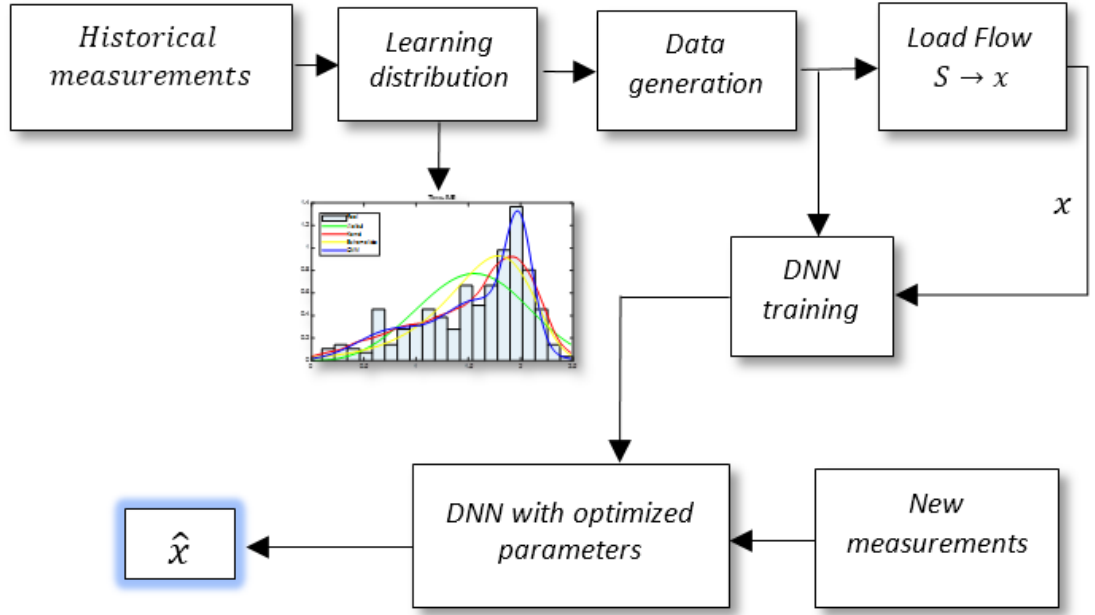 Historical
measurements
Learning
distribution
Data
generation
Load Flow
S → x
x
DNN
training
DNN with optimized
parameters
New
measurements
x̂